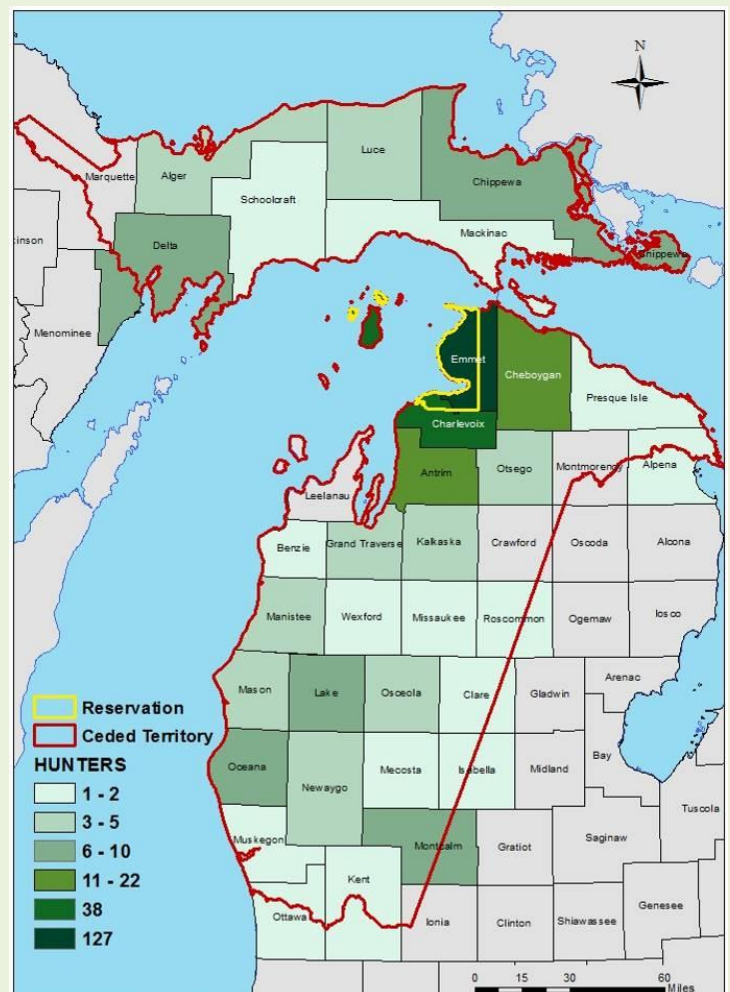 N
Marquette
Alger
Luce
Chippewa
Schoolcraft
Mackinac
Delta
Chippewa
kinson
Menominee
Emmet
Cheboygan
Presque Isle
Charlevoix
Antrim
Otsego
Montmorency
Alpena
Leelanau
Benzie
Grand Traverse
Kalkaska
Crawford
Oscoda
Alcona
Manistee
Wexford
Missaukee
Roscommon
Ogemaw
Iosco
Arenac
Mason
Lake
Osceola
Clare
Gladwin
Bay
Oceana
Newaygo
Mecosta
Isabella
Midland
Tuscola
Muskegon
Montcalm
Gratiot
Saginaw
Kent
Ottawa
Ionia
Clinton
Shiawassee
Genesee
Reservation
Ceded Territory
HUNTERS
1 - 2
3 - 5
6 - 10
11 - 22
38
127
0 15 30 60
Miles